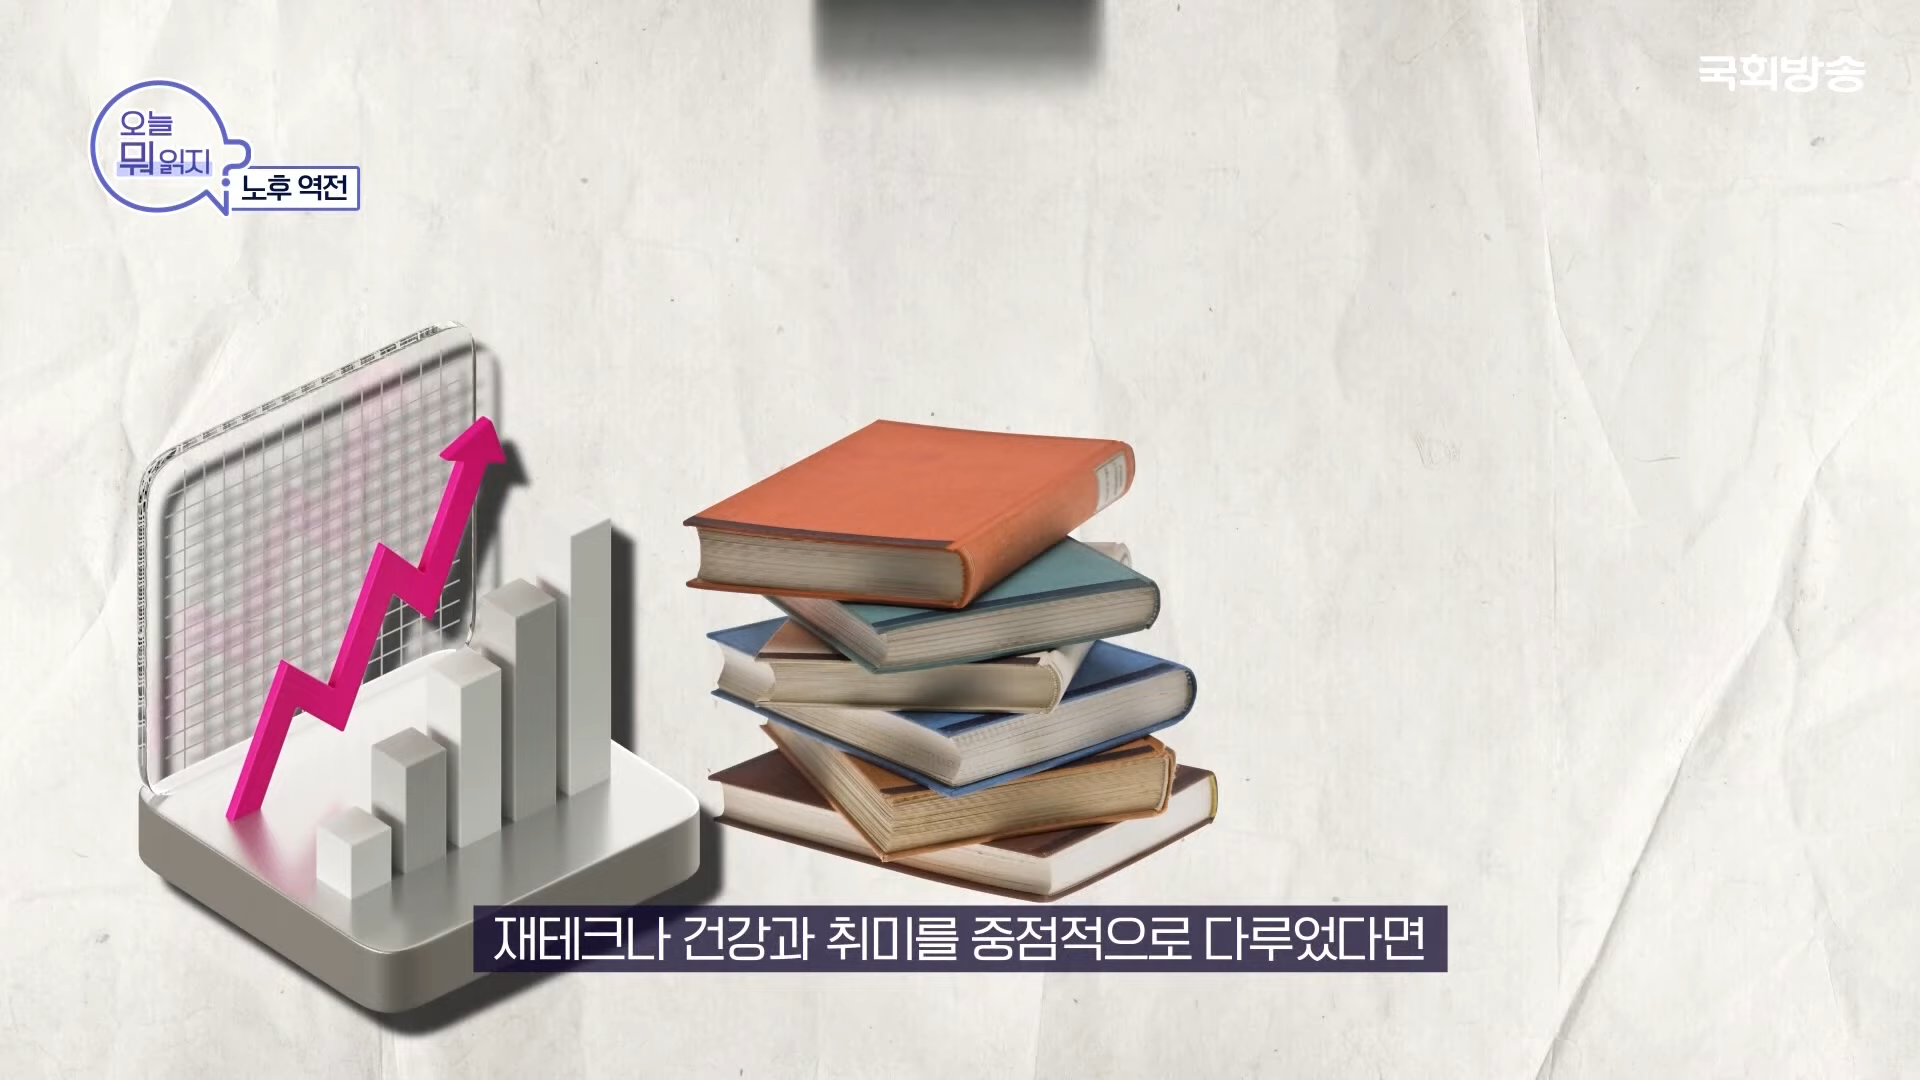 오늘
뭐 읽지?
노후 역전
국회방송
재테크나 건강과 취미를 중점적으로 다루었다면